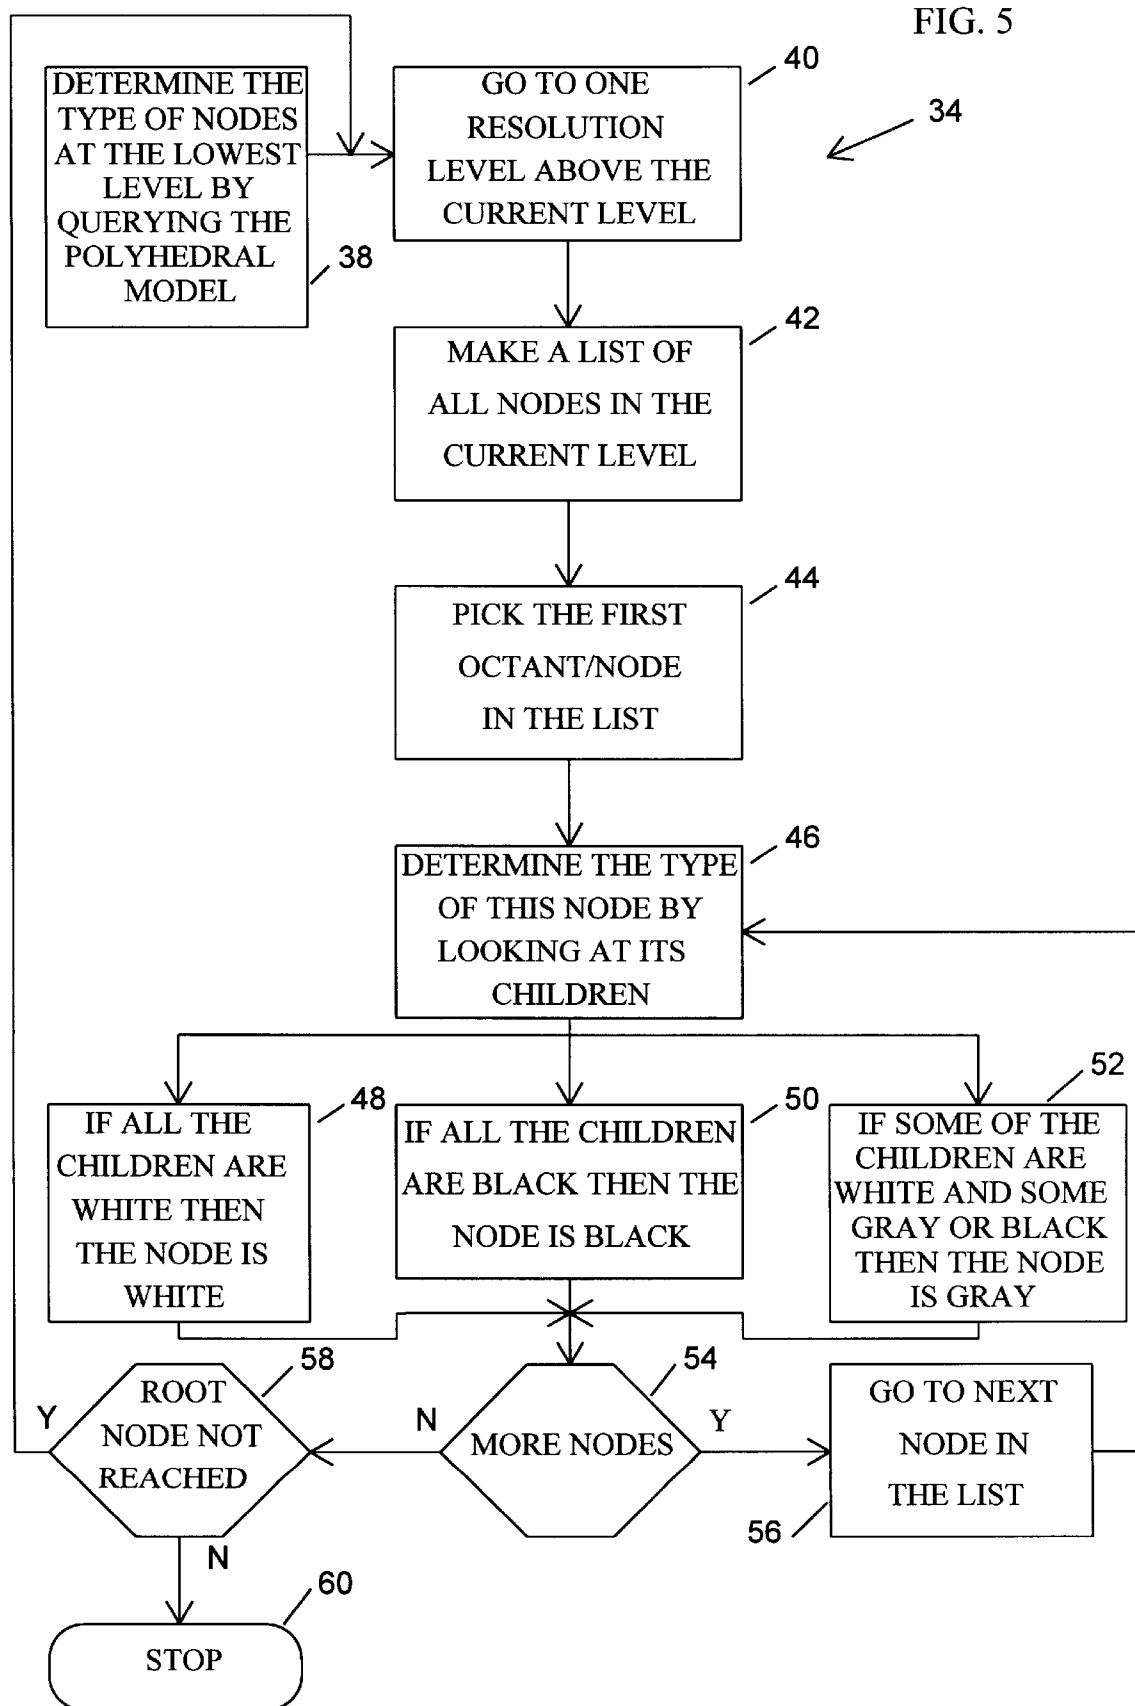 FIG. 5
DETERMINE THE
TYPE OF NODES
AT THE LOWEST
LEVEL BY
QUERYING THE
POLYHEDRAL
MODEL
38
GO TO ONE
RESOLUTION
LEVEL ABOVE THE
CURRENT LEVEL
40
34
MAKE A LIST OF
ALL NODES IN THE
CURRENT LEVEL
42
PICK THE FIRST
OCTANT/NODE
IN THE LIST
44
DETERMINE THE TYPE
OF THIS NODE BY
LOOKING AT ITS
CHILDREN
46
IF ALL THE
CHILDREN ARE
WHITE THEN
THE NODE IS
WHITE
48
IF ALL THE CHILDREN
ARE BLACK THEN THE
NODE IS BLACK
50
IF SOME OF THE
CHILDREN ARE
WHITE AND SOME
GRAY OR BLACK
THEN THE NODE
IS GRAY
52
ROOT
NODE NOT
REACHED
58
Y
N
MORE NODES
54
N
Y
GO TO NEXT
NODE IN
THE LIST
56
STOP
60